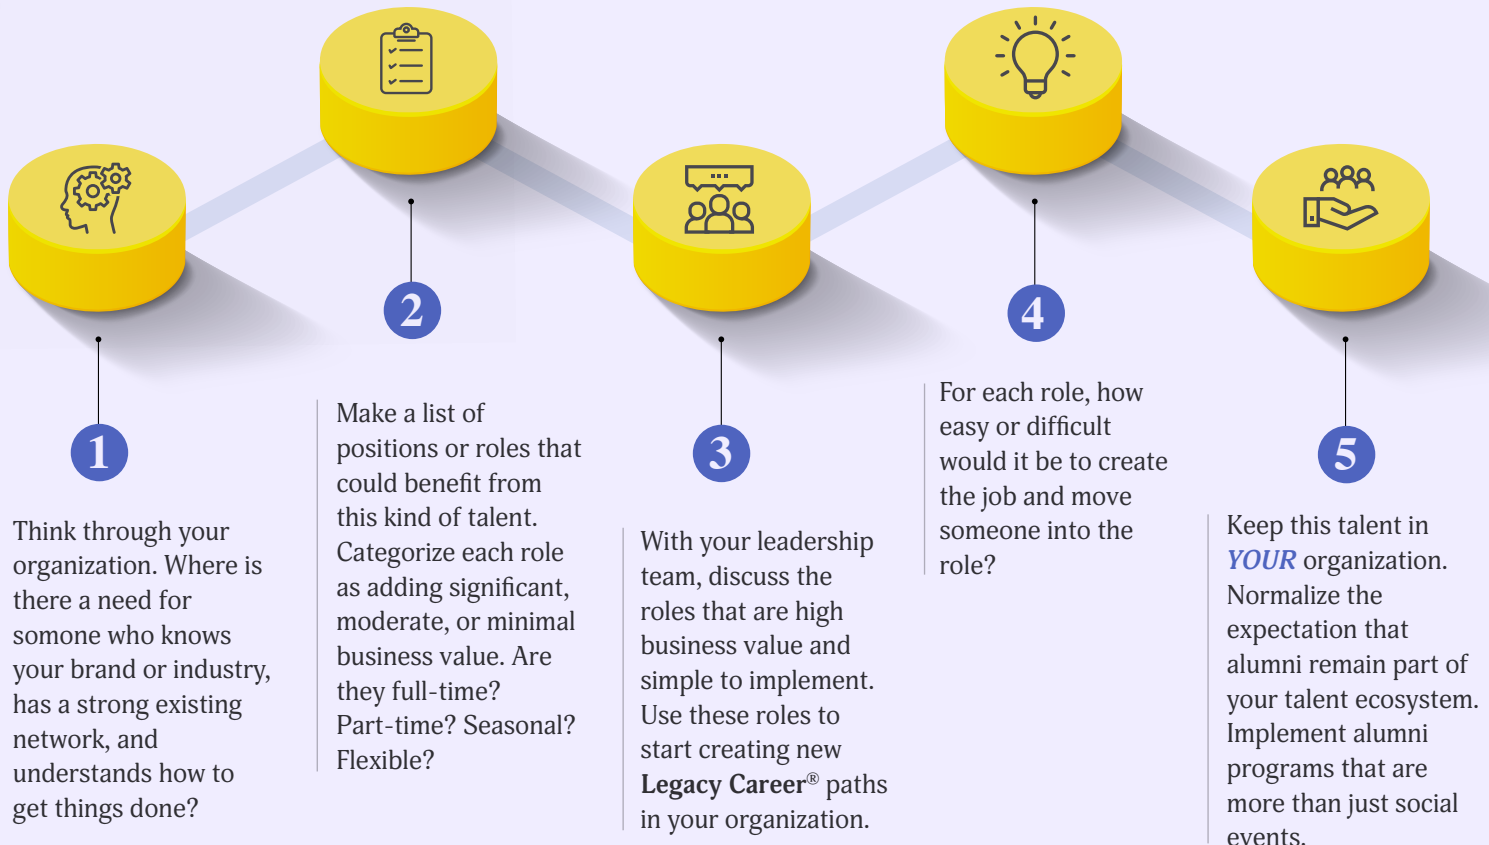 1
Think through your
organization. Where is
there a need for
somone who knows
your brand or industry,
has a strong existing
network, and
understands how to
get things done?
2
Make a list of
positions or roles that
could benefit from
this kind of talent.
Categorize each role
as adding significant,
moderate, or minimal
business value. Are
they full-time?
Part-time? Seasonal?
Flexible?
3
With your leadership
team, discuss the
roles that are high
business value and
simple to implement.
Use these roles to
start creating new
Legacy Career® paths
in your organization.
4
For each role, how
easy or difficult
would it be to create
the job and move
someone into the
role?
5
Keep this talent in
YOUR organization.
Normalize the
expectation that
alumni remain part of
your talent ecosystem.
Implement alumni
programs that are
more than just social
events.